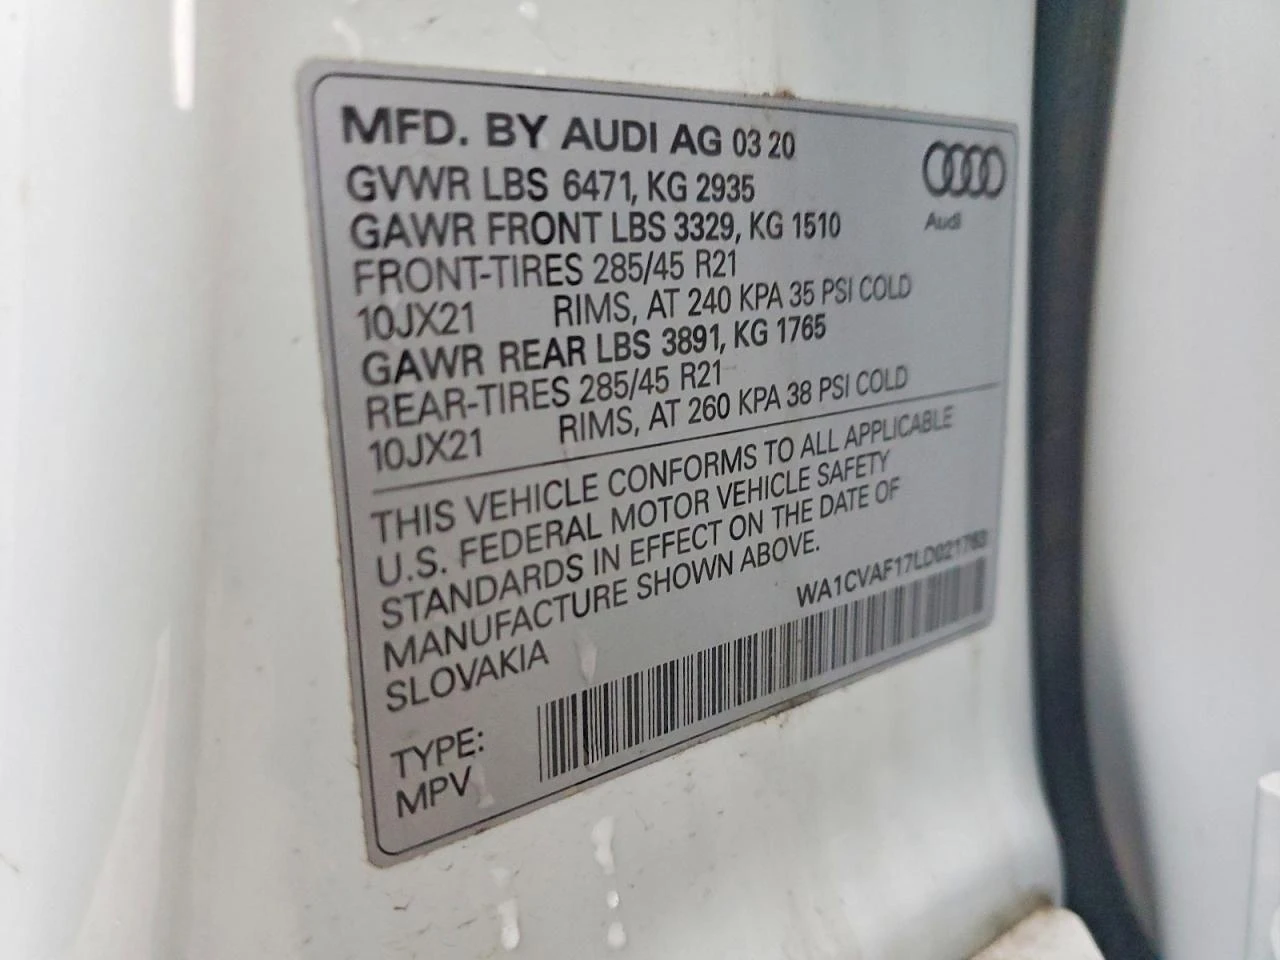 MFD. BY AUDI AG 03 20
GVWR LBS 6471, KG 2935
GAWR FRONT LBS 3329, KG 1510
FRONT-TIRES 285/45 R21
10JX21 RIMS, AT 240 KPA 35 PSI COLD
GAWR REAR LBS 3891, KG 1765
REAR-TIRES 285/45 R21
10JX21 RIMS, AT 260 KPA 38 PSI COLD
Audi
THIS VEHICLE CONFORMS TO ALL APPLICABLE
U.S. FEDERAL MOTOR VEHICLE SAFETY
STANDARDS IN EFFECT ON THE DATE OF
MANUFACTURE SHOWN ABOVE.
SLOVAKIA
WA1CVAF17LD021763
TYPE:
MPV